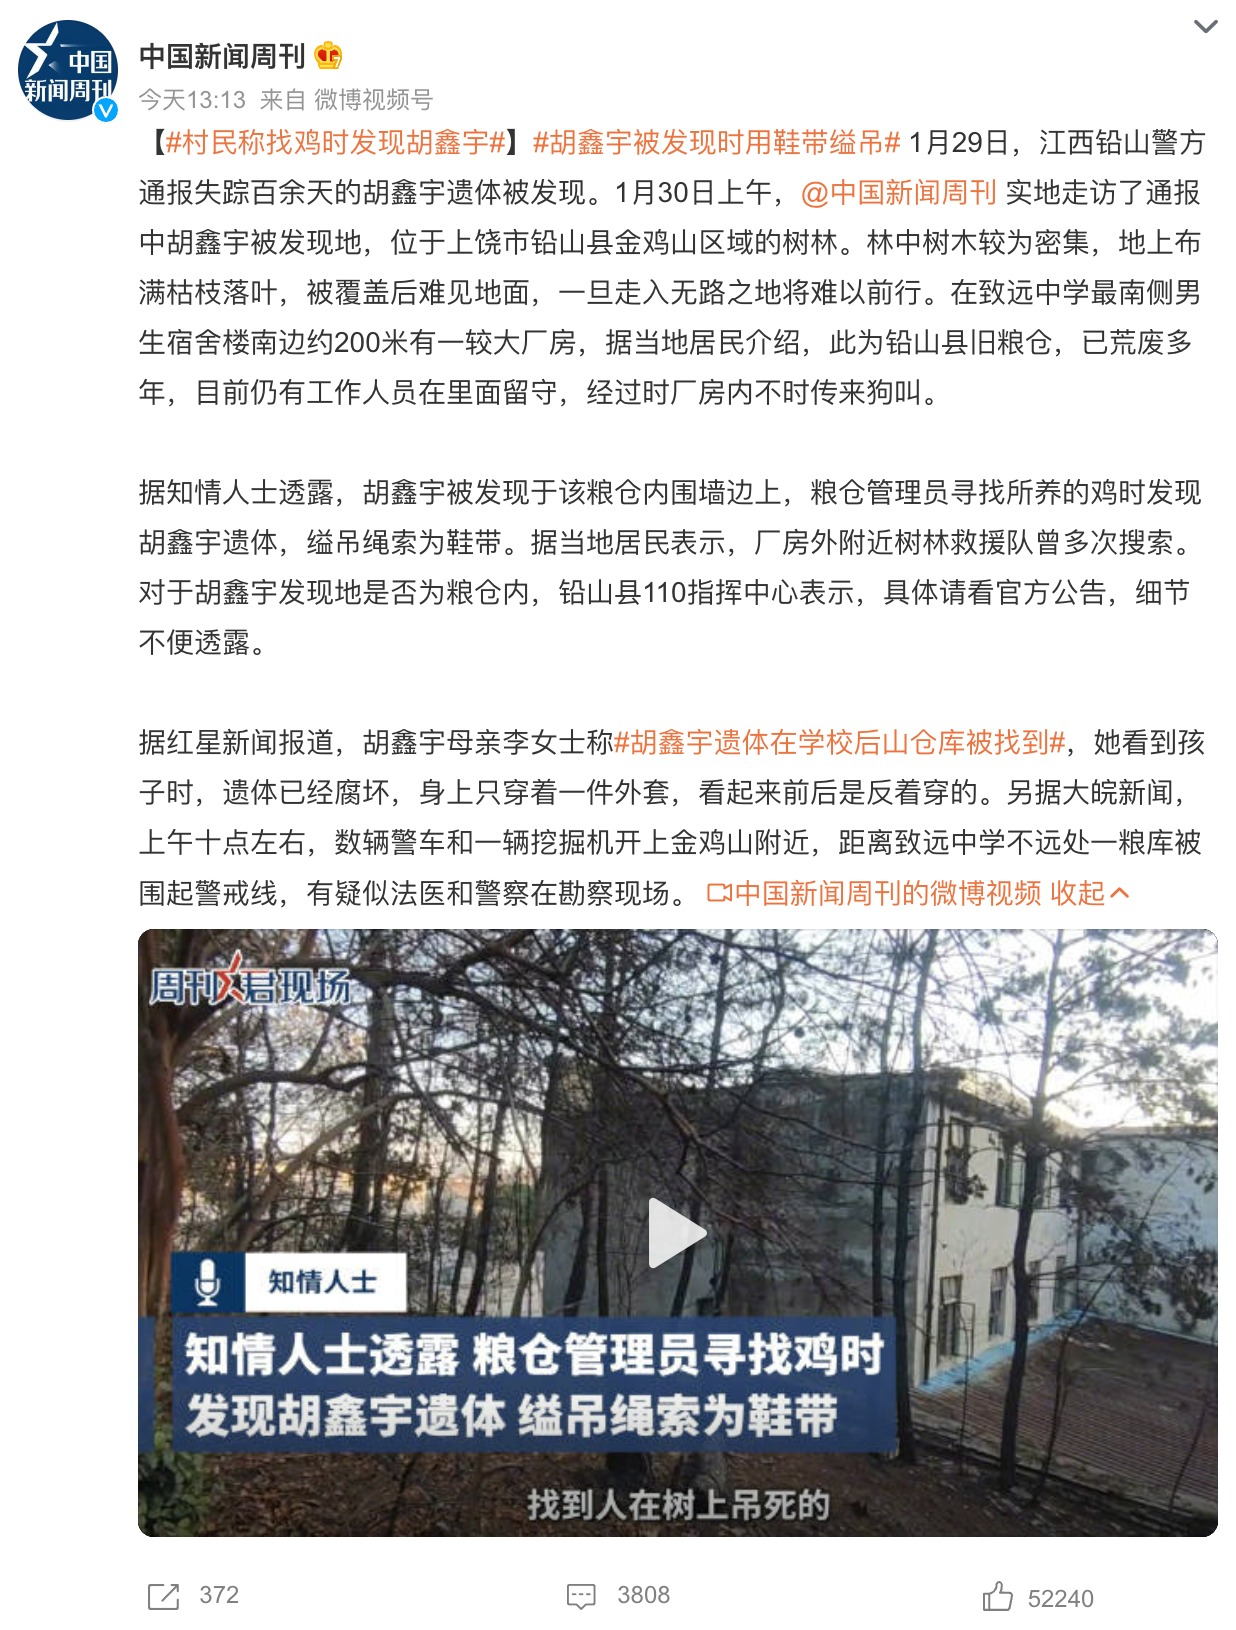 中国
新闻周刊
中国新闻周刊
今天13:13 来自 微博视频号
【#村民称找鸡时发现胡鑫宇#】#胡鑫宇被发现时用鞋带缢吊# 1月29日，江西铅山警方
通报失踪百余天的胡鑫宇遗体被发现。1月30日上午，@中国新闻周刊 实地走访了通报
中胡鑫宇被发现地，位于上饶市铅山县金鸡山区域的树林。林中树木较为密集，地上布
满枯枝落叶，被覆盖后难见地面，一旦走入无路之地将难以前行。在致远中学最南侧男
生宿舍楼南边约200米有一较大厂房，据当地居民介绍，此为铅山县旧粮仓，已荒废多
年，目前仍有工作人员在里面留守，经过时厂房内不时传来狗叫。
据知情人士透露，胡鑫宇被发现于该粮仓内围墙边上，粮仓管理员寻找所养的鸡时发现
胡鑫宇遗体，缢吊绳索为鞋带。据当地居民表示，厂房外附近树林救援队曾多次搜索。
对于胡鑫宇发现地是否为粮仓内，铅山县110指挥中心表示，具体请看官方公告，细节
不便透露。
据红星新闻报道，胡鑫宇母亲李女士称#胡鑫宇遗体在学校后山仓库被找到#，她看到孩
子时，遗体已经腐坏，身上只穿着一件外套，看起来前后是反着穿的。另据大皖新闻，
上午十点左右，数辆警车和一辆挖掘机开上金鸡山附近，距离致远中学不远处一粮库被
围起警戒线，有疑似法医和警察在勘察现场。 中国新闻周刊的微博视频 收起
周刊君现场
知情人士
知情人士透露 粮仓管理员寻找鸡时
发现胡鑫宇遗体 缢吊绳索为鞋带
找到人在树上吊死的
372 3808 52240